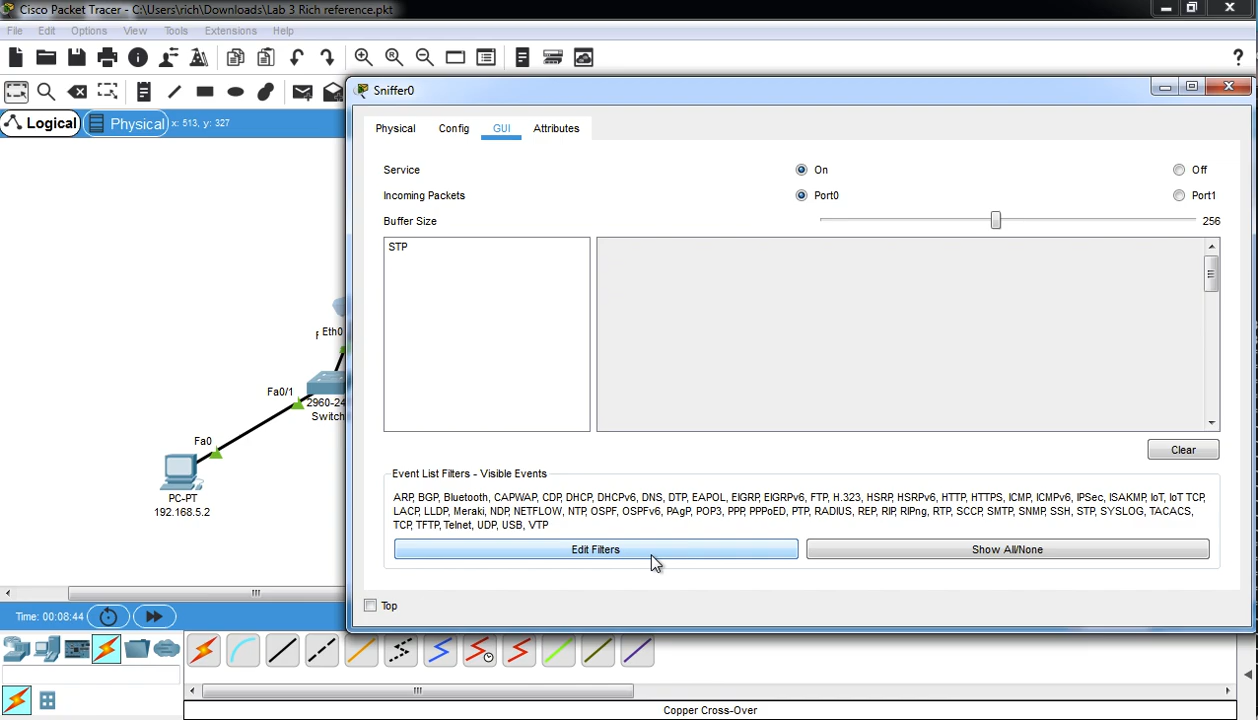 Cisco Packet Tracer - C:\Users\rich\Downloads\Lab 3 Rich reference.pkt
File Edit Options View Tools Extensions Help
?
Sniffer0
Logical
Physical
x: 513, y: 327
Physical Config GUI Attributes
Service On Off
Incoming Packets Port0 Port1
Buffer Size 256
STP
Eth0
Fa0/1
2960-24
Switch
Fa0
PC-PT
192.168.5.2
Clear
Event List Filters - Visible Events
ARP, BGP, Bluetooth, CAPWAP, CDP, DHCP, DHCPv6, DNS, DTP, EAPOL, EIGRP, EIGRPv6, FTP, H.323, HSRP, HSRPv6, HTTP, HTTPS, ICMP, ICMPv6, IPSec, ISAKMP, IoT, IoT TCP,
LACP, LLDP, Meraki, NDP, NETFLOW, NTP, OSPF, OSPFv6, PAgP, POP3, PPP, PPPoED, PTP, RADIUS, REP, RIP, RIPng, RTP, SCCP, SMTP, SNMP, SSH, STP, SYSLOG, TACACS,
TCP, TFTP, Telnet, UDP, USB, VTP
Edit Filters Show All/None
Top
Time: 00:08:44
Copper Cross-Over